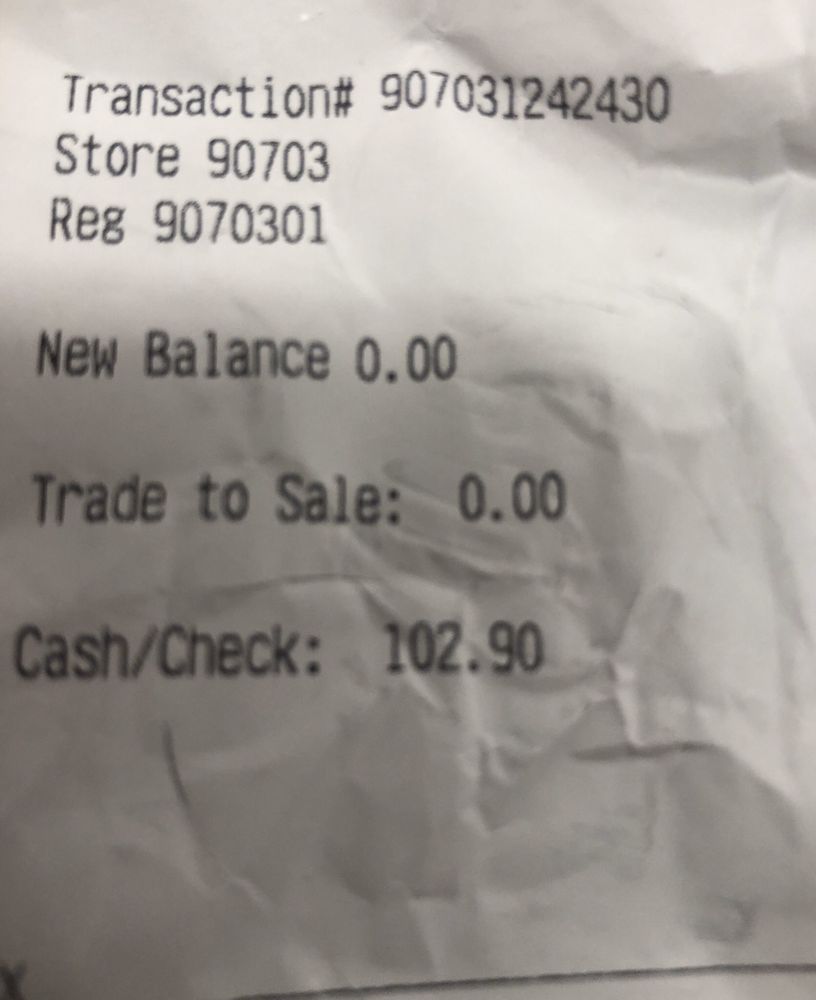 Transaction# 907031242430
Store 90703
Reg 9070301
New Balance 0.00
Trade to Sale: 0.00
Cash/Check: 102.90
X